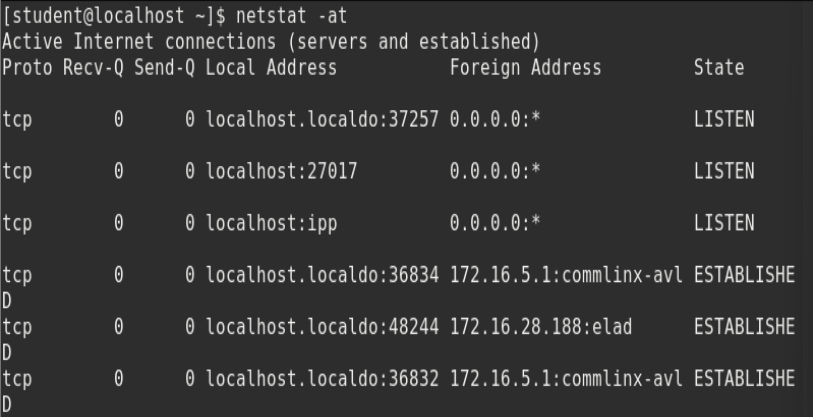 [student@localhost ~]$ netstat -at
Active Internet connections (servers and established)
Proto Recv-Q Send-Q Local Address           Foreign Address         State
tcp        0      0 localhost.localdo:37257 0.0.0.0:*               LISTEN
tcp        0      0 localhost:27017         0.0.0.0:*               LISTEN
tcp        0      0 localhost:ipp           0.0.0.0:*               LISTEN
tcp        0      0 localhost.localdo:36834 172.16.5.1:commlinx-avl ESTABLISHE
D
tcp        0      0 localhost.localdo:48244 172.16.28.188:elad      ESTABLISHE
D
tcp        0      0 localhost.localdo:36832 172.16.5.1:commlinx-avl ESTABLISHE
D